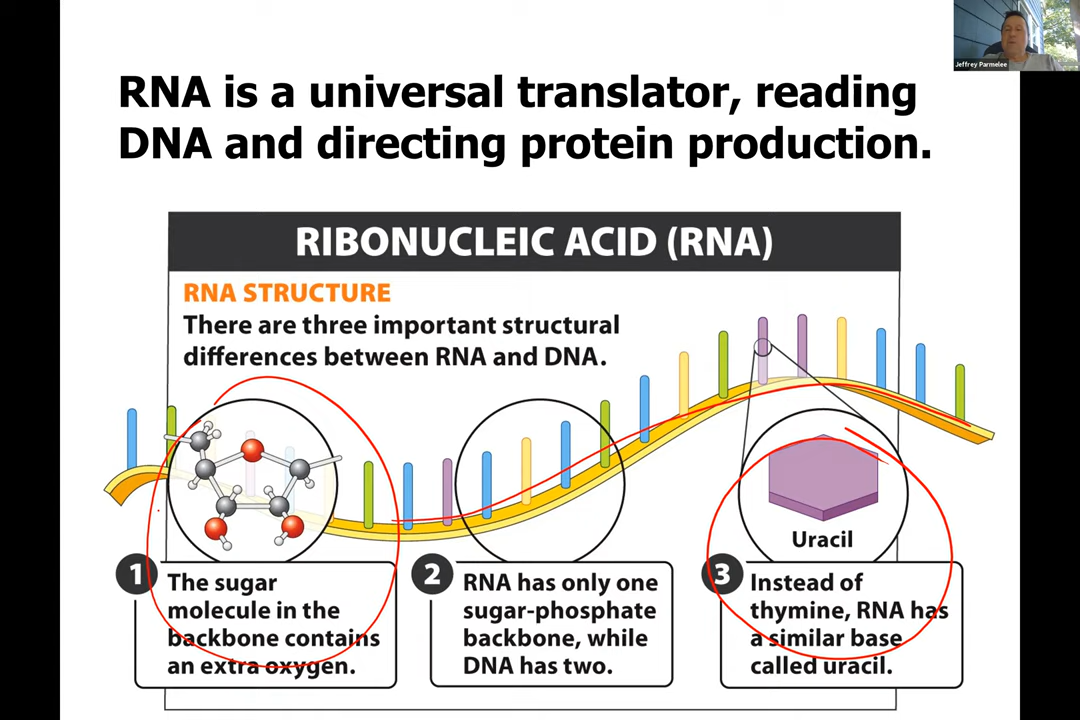 Jeffrey Parmelee
RNA is a universal translator, reading
DNA and directing protein production.
RIBONUCLEIC ACID (RNA)
RNA STRUCTURE
There are three important structural
differences between RNA and DNA.
Uracil
1
The sugar
molecule in the
backbone contains
an extra oxygen.
2
RNA has only one
sugar-phosphate
backbone, while
DNA has two.
3
Instead of
thymine, RNA has
a similar base
called uracil.